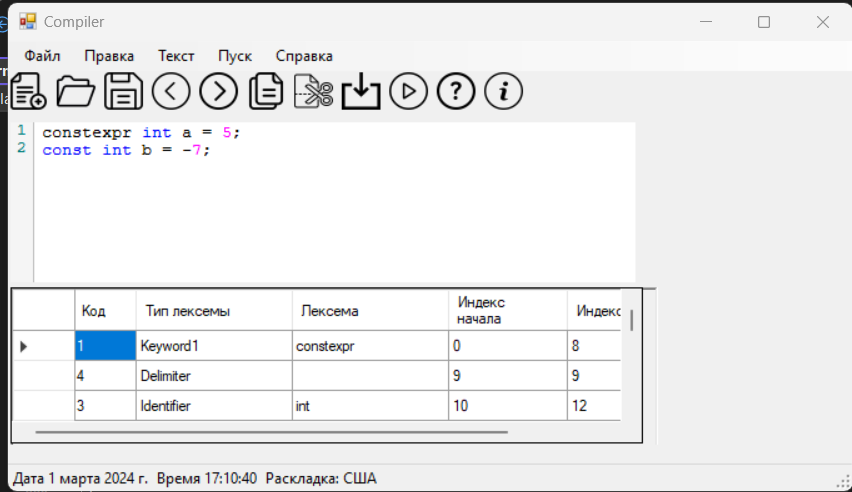 Compiler
Файл Правка Текст Пуск Справка
1 constexpr int a = 5;
2 const int b = -7;
Код Тип лексемы Лексема Индекс начала Индекс
1 Keyword1 constexpr 0 8
4 Delimiter 9 9
3 Identifier int 10 12
Дата 1 марта 2024 г. Время 17:10:40 Раскладка: США